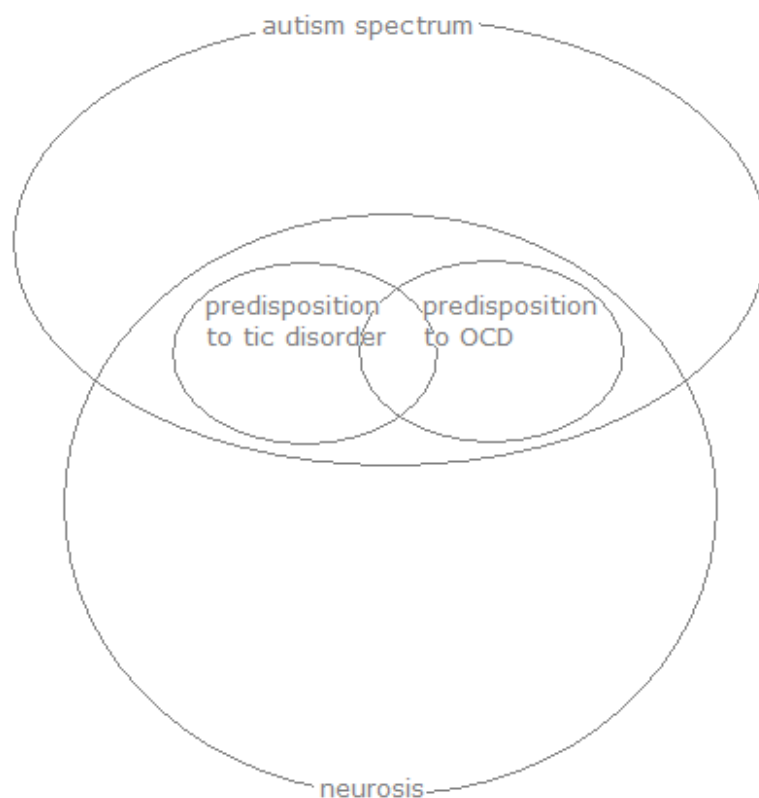 autism spectrum
predisposition
to tic disorder
predisposition
to OCD
neurosis